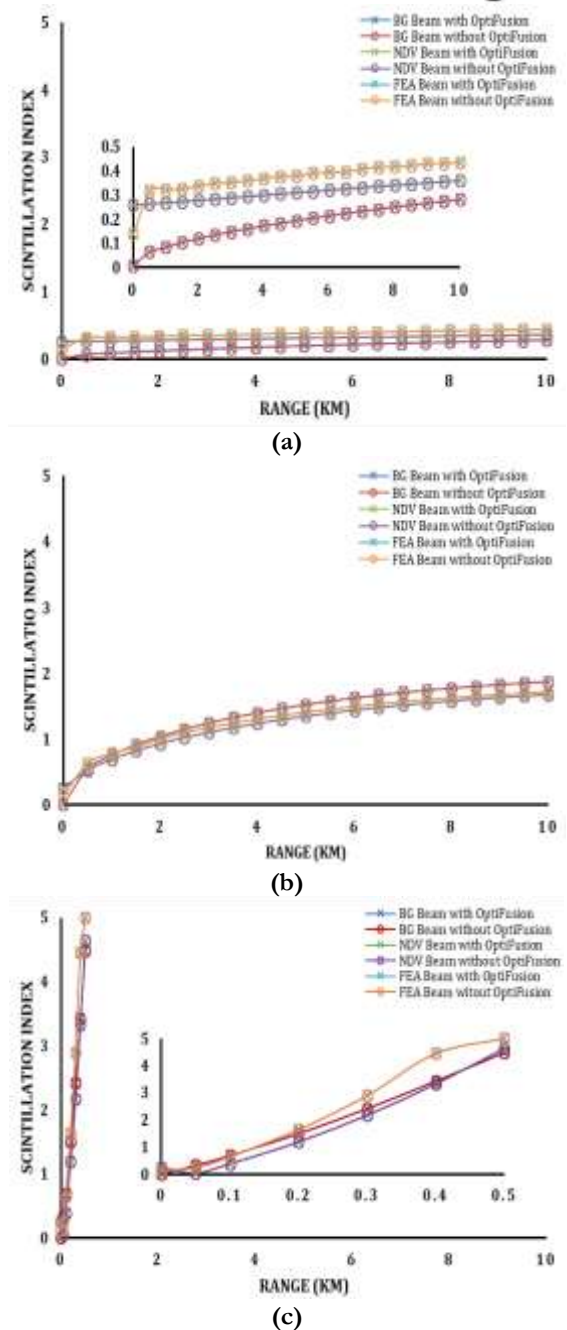 BG Beam with OptiFusion
BG Beam without OptiFusion
NDV Beam with OptiFusion
NDV Beam without OptiFusion
FEA Beam with OptiFusion
FEA Beam without OptiFusion
SCINTILLATION INDEX
5
4
3
2
1
0
0.5
0.4
0.3
0.2
0.1
0
0 2 4 6 8 10
0 2 4 6 8 10
RANGE (KM)
(a)
BG Beam with OptiFusion
BG Beam without OptiFusion
NDV Beam with OptiFusion
NDV Beam without OptiFusion
FEA Beam with OptiFusion
FEA Beam without OptiFusion
SCINTILLATIO INDEX
5
4
3
2
1
0
0 2 4 6 8 10
RANGE (KM)
(b)
BG Beam with OptiFusion
BG Beam without OptiFusion
NDV Beam with OptiFusion
NDV Beam without OptiFusion
FEA Beam with OptiFusion
FEA Beam witout OptiFusion
SCINTILLATION INDEX
5
4
3
2
1
0
5
4
3
2
1
0
0 0.1 0.2 0.3 0.4 0.5
0 2 4 6 8 10
RANGE (KM)
(c)